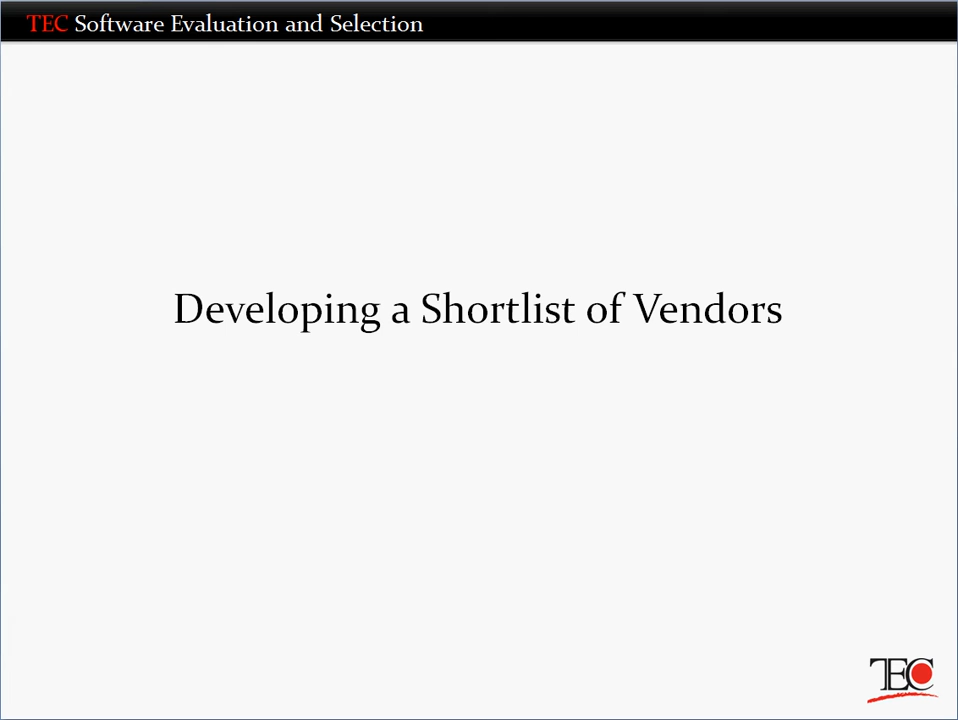 TEC Software Evaluation and Selection
Developing a Shortlist of Vendors
TEC